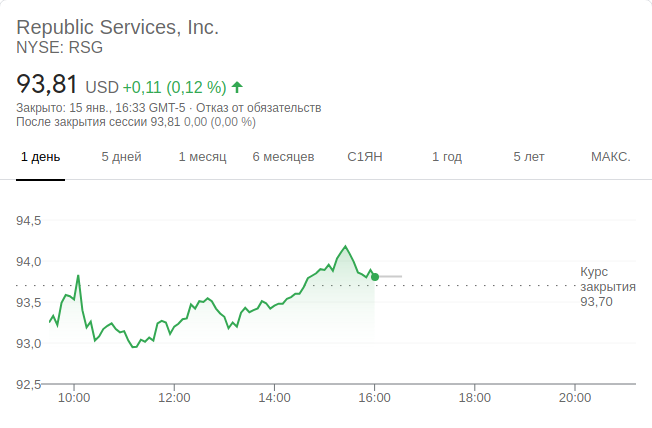 Republic Services, Inc.
NYSE: RSG
93,81 USD +0,11 (0,12 %)
Закрыто: 15 янв., 16:33 GMT-5 · Отказ от обязательств
После закрытия сессии 93,81 0,00 (0,00 %)
1 день 5 дней 1 месяц 6 месяцев С1ЯН 1 год 5 лет МАКС.
94,5
94,0
93,5
93,0
92,5
Курс
закрытия
93,70
10:00 12:00 14:00 16:00 18:00 20:00